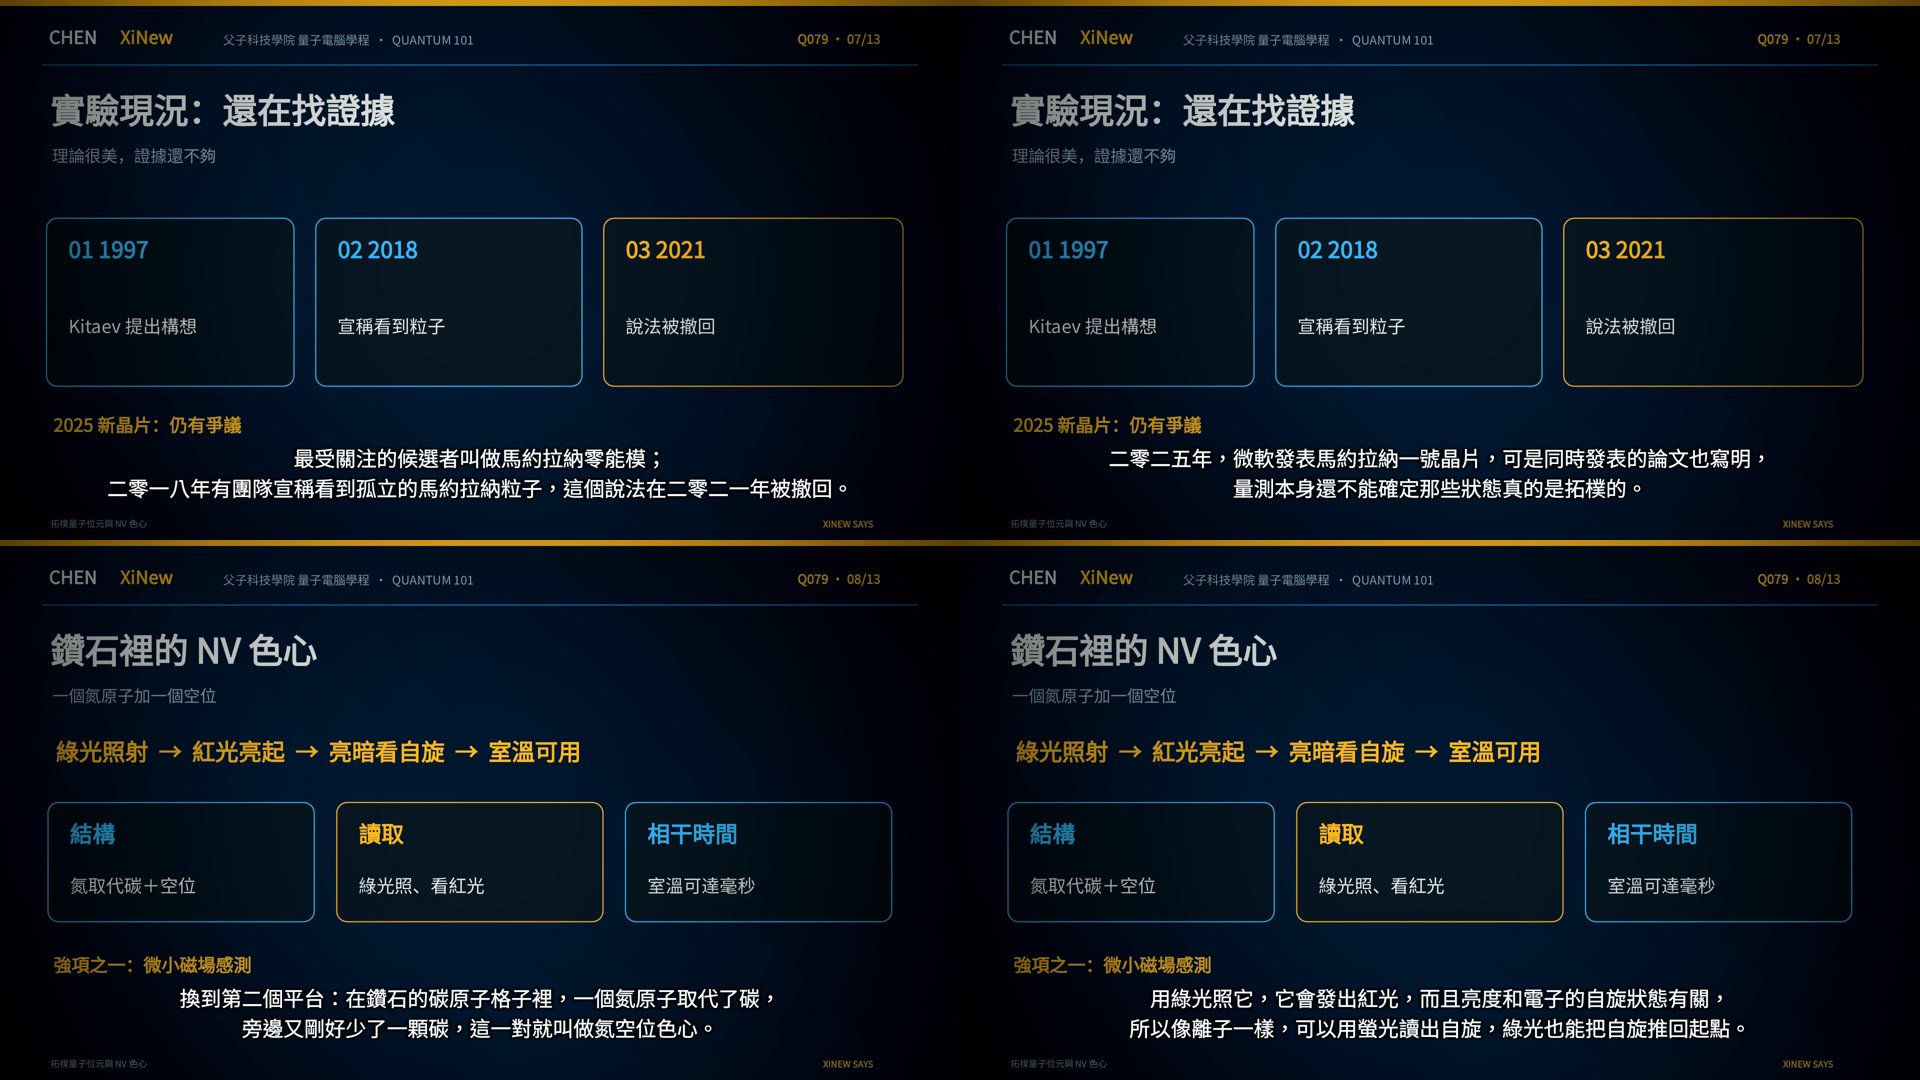 CHEN XiNew 父子科技學院 量子電腦學程 · QUANTUM 101 Q079 · 07/13
實驗現況：還在找證據
理論很美，證據還不夠
01 1997
Kitaev 提出構想
02 2018
宣稱看到粒子
03 2021
說法被撤回
2025 新晶片：仍有爭議
最受關注的候選者叫做馬約拉納零能模；
二零一八年有團隊宣稱看到孤立的馬約拉納粒子，這個說法在二零二一年被撤回。
拓樸量子位元與 NV 色心 XINEW SAYS
CHEN XiNew 父子科技學院 量子電腦學程 · QUANTUM 101 Q079 · 07/13
實驗現況：還在找證據
理論很美，證據還不夠
01 1997
Kitaev 提出構想
02 2018
宣稱看到粒子
03 2021
說法被撤回
2025 新晶片：仍有爭議
二零二五年，微軟發表馬約拉納一號晶片，可是同時發表的論文也寫明，
量測本身還不能確定那些狀態真的是拓樸的。
拓樸量子位元與 NV 色心 XINEW SAYS
CHEN XiNew 父子科技學院 量子電腦學程 · QUANTUM 101 Q079 · 08/13
鑽石裡的 NV 色心
一個氮原子加一個空位
綠光照射 → 紅光亮起 → 亮暗看自旋 → 室溫可用
結構
氮取代碳＋空位
讀取
綠光照、看紅光
相干時間
室溫可達毫秒
強項之一：微小磁場感測
換到第二個平台：在鑽石的碳原子格子裡，一個氮原子取代了碳，
旁邊又剛好少了一顆碳，這一對就叫做氮空位色心。
拓樸量子位元與 NV 色心 XINEW SAYS
CHEN XiNew 父子科技學院 量子電腦學程 · QUANTUM 101 Q079 · 08/13
鑽石裡的 NV 色心
一個氮原子加一個空位
綠光照射 → 紅光亮起 → 亮暗看自旋 → 室溫可用
結構
氮取代碳＋空位
讀取
綠光照、看紅光
相干時間
室溫可達毫秒
強項之一：微小磁場感測
用綠光照它，它會發出紅光，而且亮度和電子的自旋狀態有關，
所以像離子一樣，可以用螢光讀出自旋，綠光也能把自旋推回起點。
拓樸量子位元與 NV 色心 XINEW SAYS